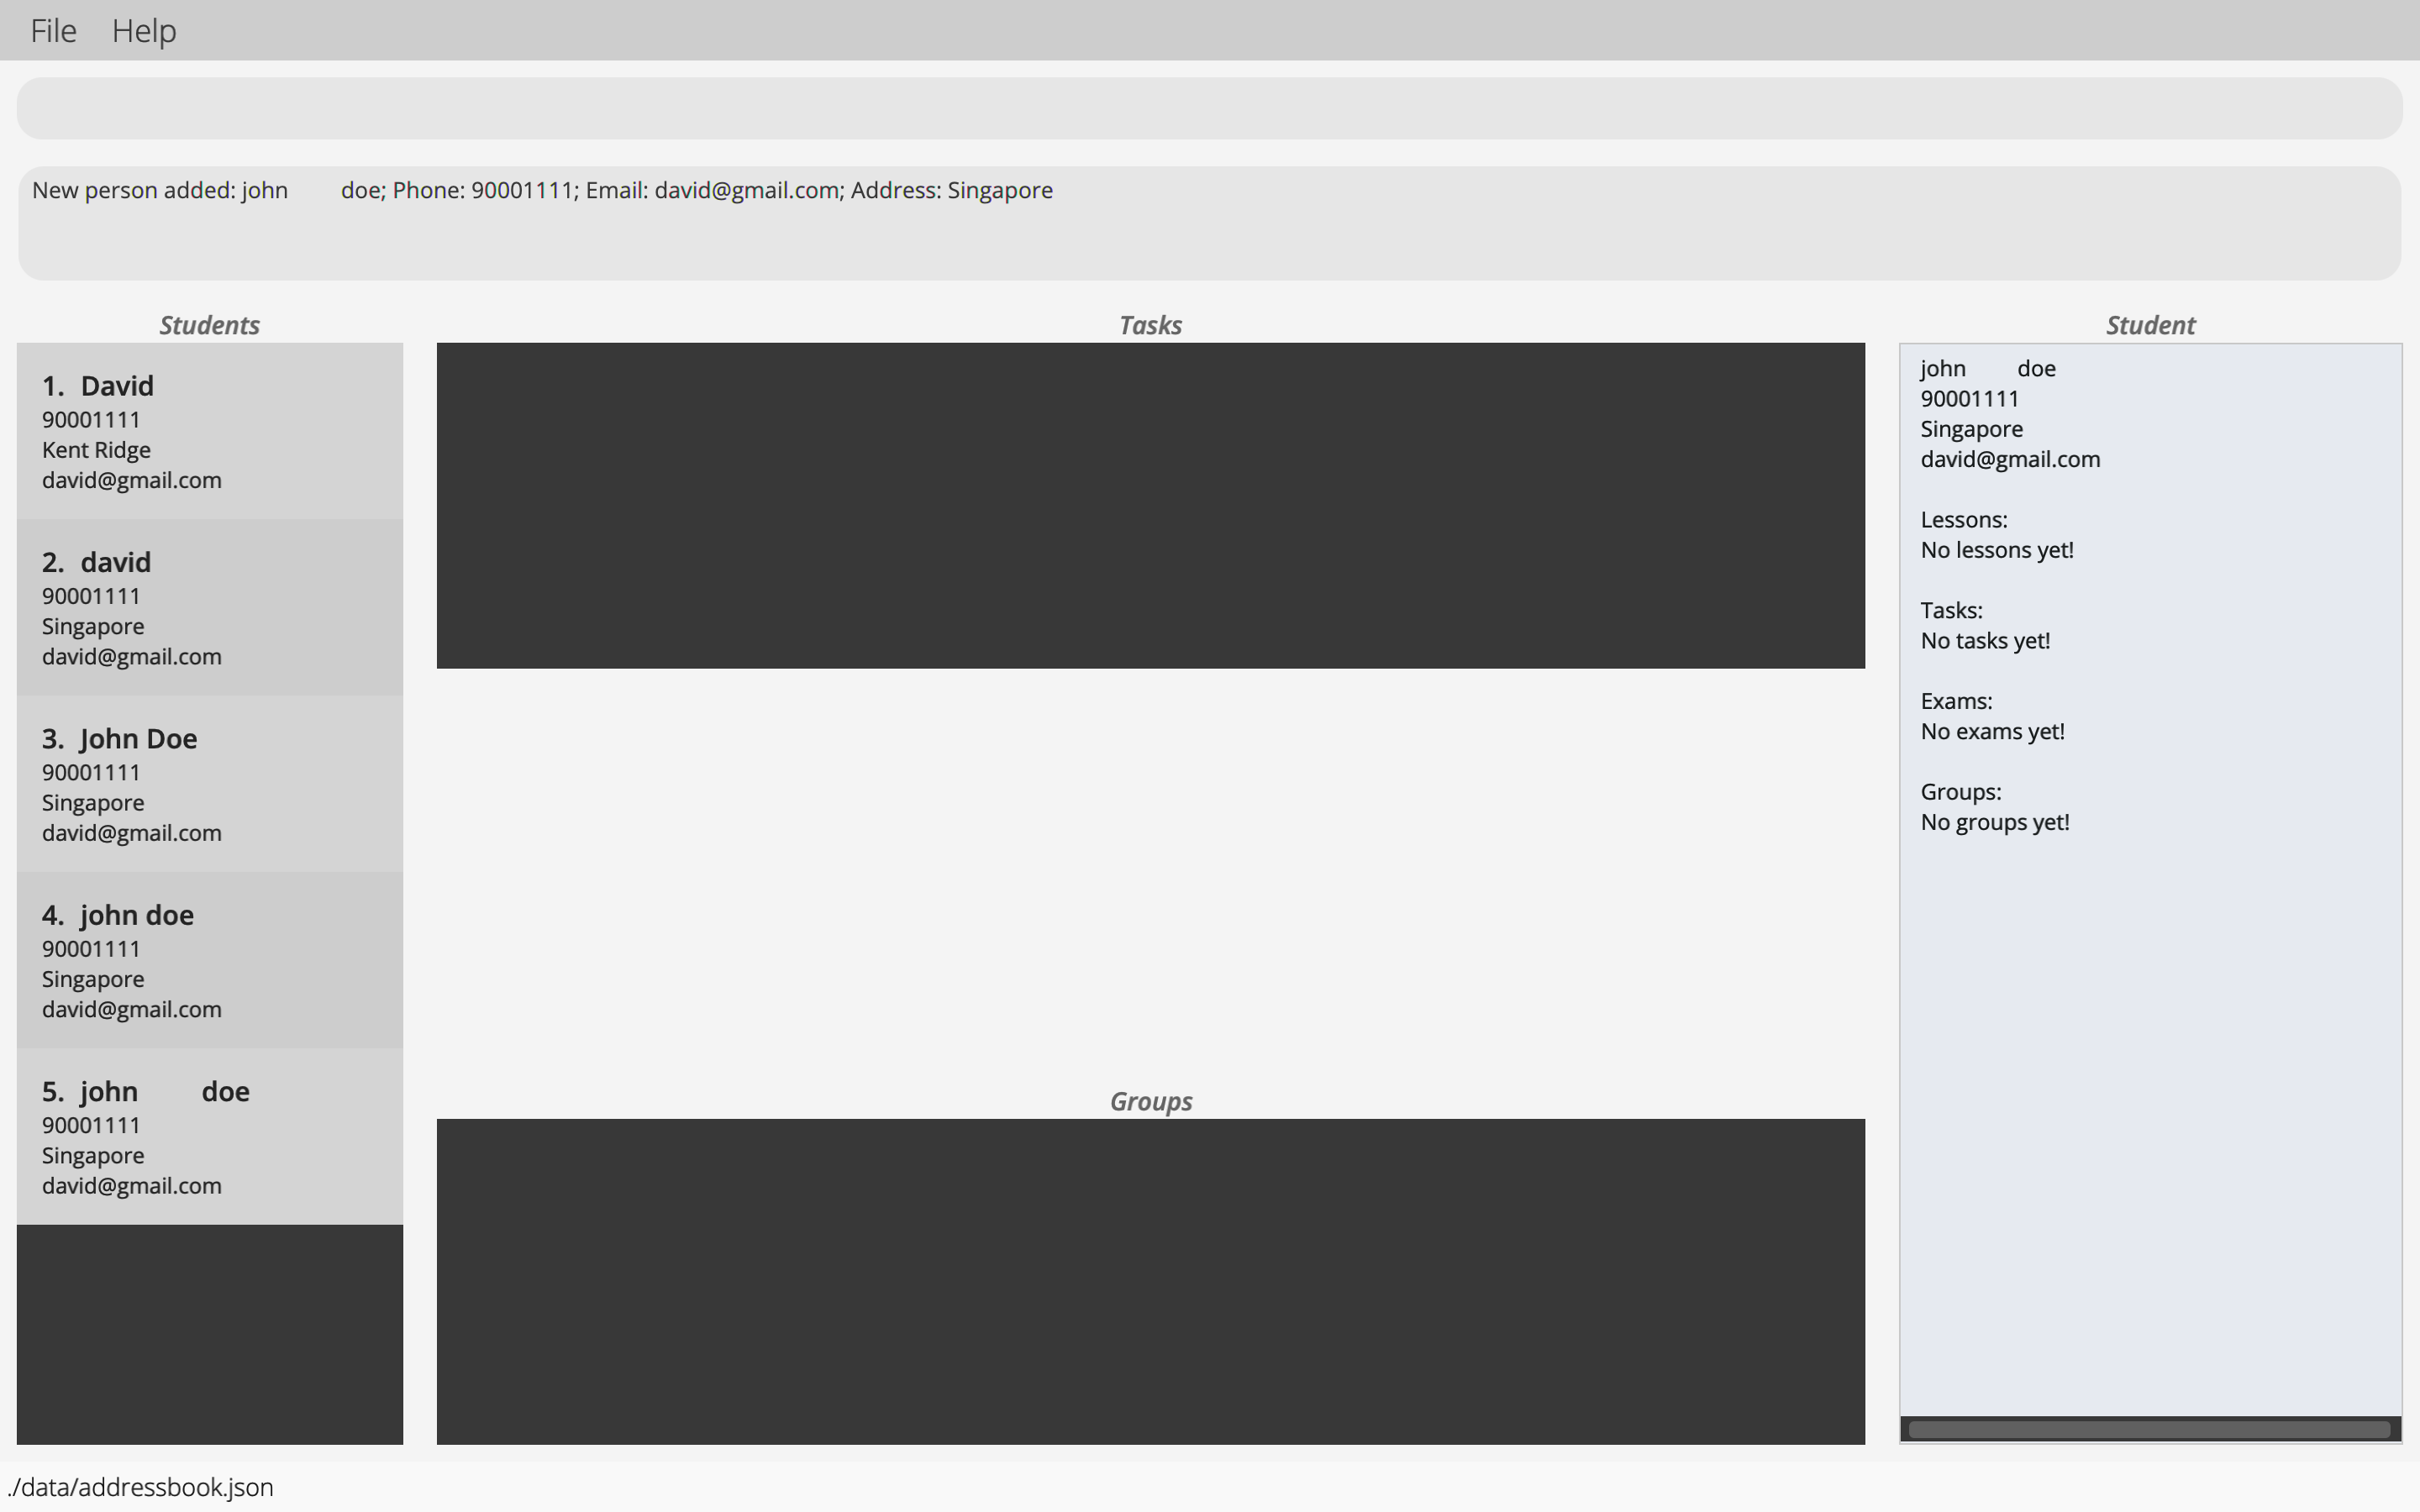 File Help
New person added: john        doe; Phone: 90001111; Email: david@gmail.com; Address: Singapore
Students
1. David
90001111
Kent Ridge
david@gmail.com
2. david
90001111
Singapore
david@gmail.com
3. John Doe
90001111
Singapore
david@gmail.com
4. john doe
90001111
Singapore
david@gmail.com
5. john        doe
90001111
Singapore
david@gmail.com
Tasks
Groups
Student
john        doe
90001111
Singapore
david@gmail.com
Lessons:
No lessons yet!
Tasks:
No tasks yet!
Exams:
No exams yet!
Groups:
No groups yet!
./data/addressbook.json